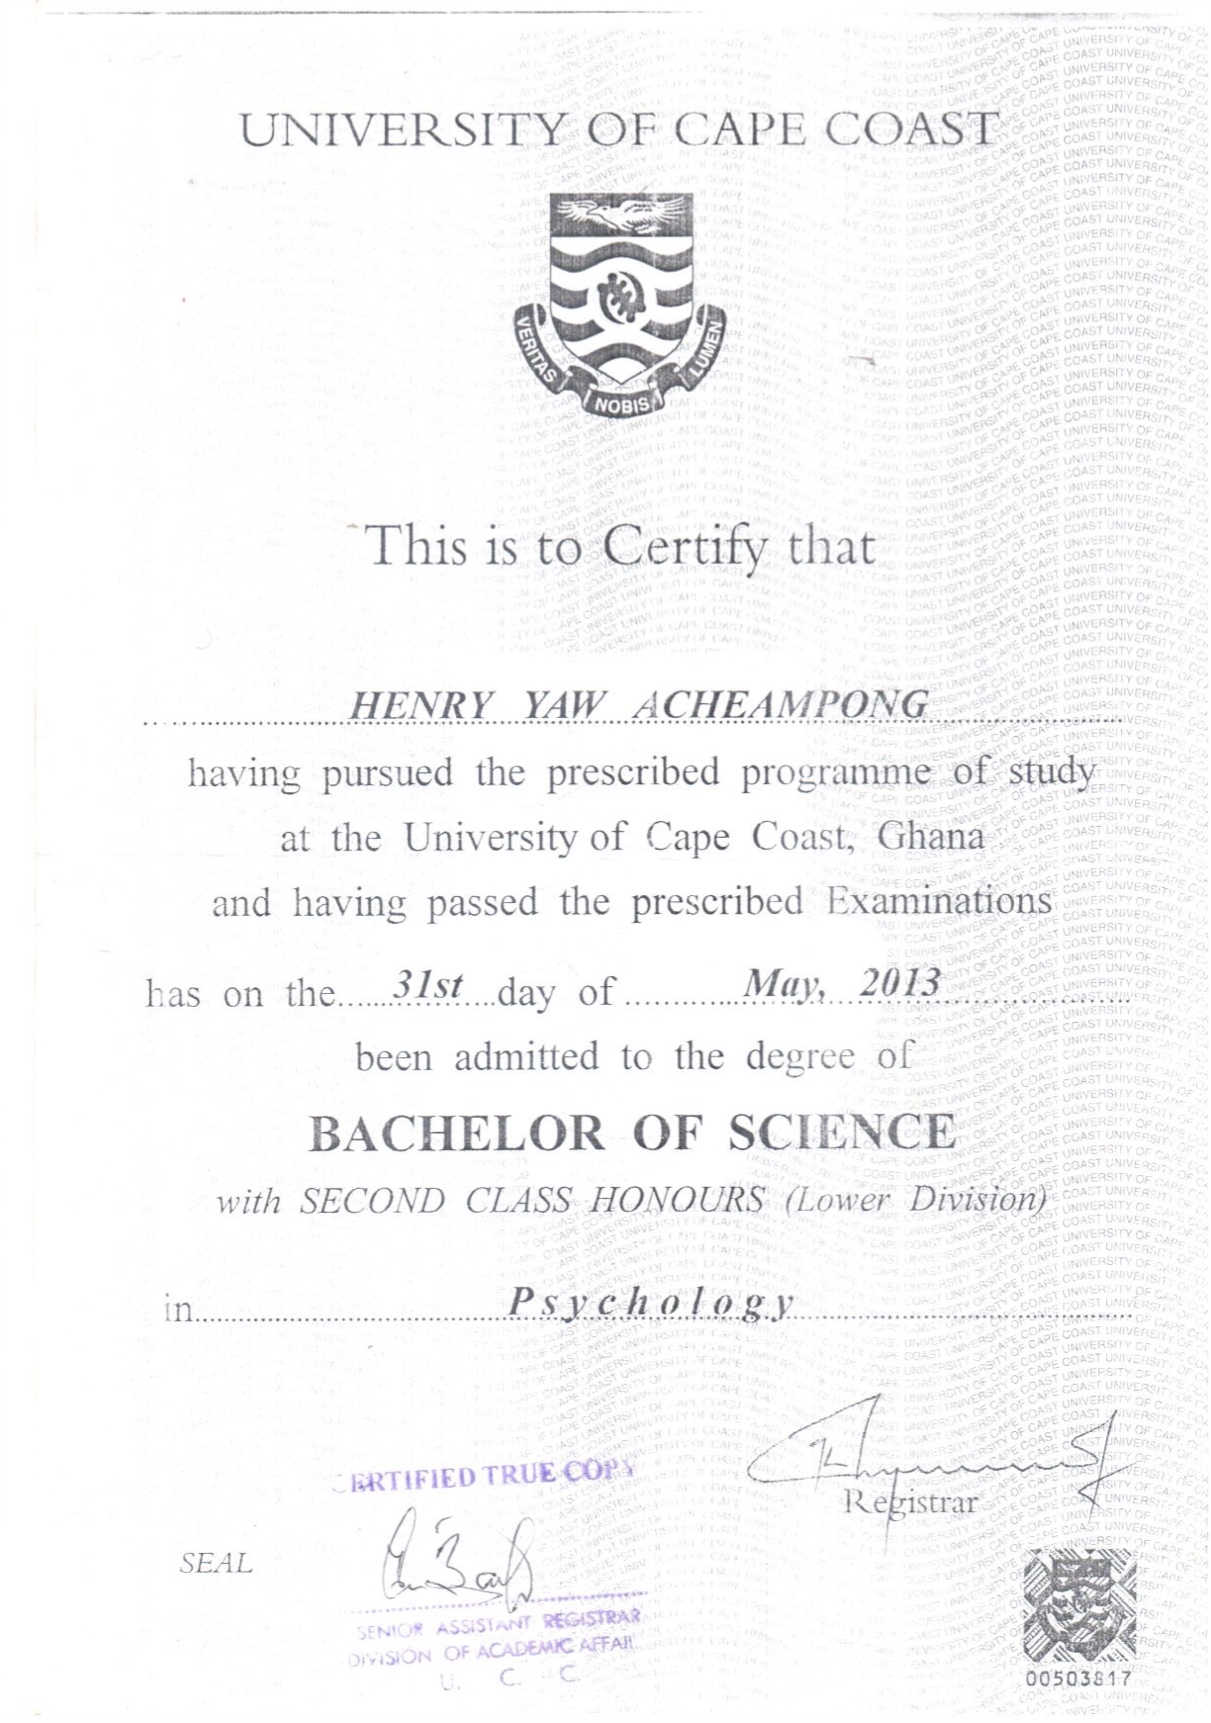 UNIVERSITY OF CAPE COAST
VERITAS NOBIS LUMEN
This is to Certify that
HENRY YAW ACHEAMPONG
having pursued the prescribed programme of study
at the University of Cape Coast, Ghana
and having passed the prescribed Examinations
has on the......31st...day of............May, 2013
been admitted to the degree of
BACHELOR OF SCIENCE
with SECOND CLASS HONOURS (Lower Division)
in Psychology
ERTIFIED TRUE COPY
Registrar
SEAL
SENIOR ASSISTANT REGISTRAR
DIVISION OF ACADEMIC AFFAI
U. C. C.
00503817